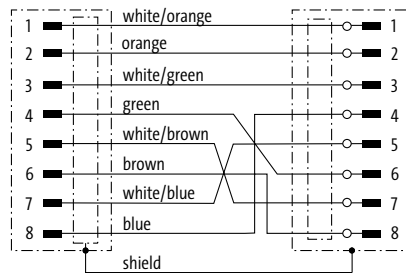 1 white/orange 1
2 orange 2
3 white/green 3
4 green 4
5 white/brown 5
6 brown 6
7 white/blue 7
8 blue 8
shield